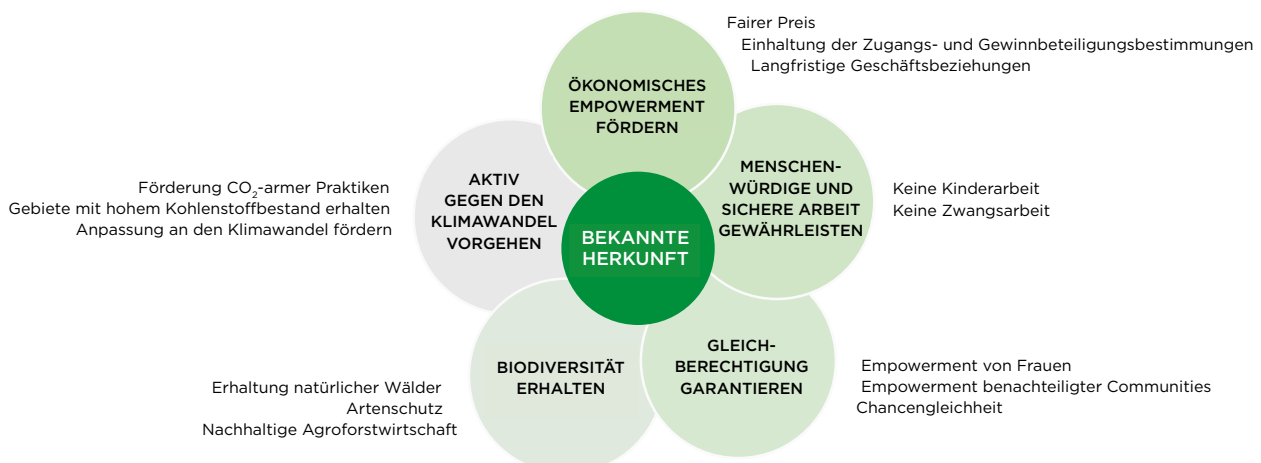 Fairer Preis
Einhaltung der Zugangs- und Gewinnbeteiligungsbestimmungen
Langfristige Geschäftsbeziehungen
ÖKONOMISCHES
EMPOWERMENT
FÖRDERN
MENSCHEN-
WÜRDIGE UND
SICHERE ARBEIT
GEWÄHRLEISTEN
Keine Kinderarbeit
Keine Zwangsarbeit
AKTIV
GEGEN DEN
KLIMAWANDEL
VORGEHEN
Förderung CO₂-armer Praktiken
Gebiete mit hohem Kohlenstoffbestand erhalten
Anpassung an den Klimawandel fördern
BEKANNTE
HERKUNFT
GLEICH-
BERECHTIGUNG
GARANTIEREN
Empowerment von Frauen
Empowerment benachteiligter Communities
Chancengleichheit
BIODIVERSITÄT
ERHALTEN
Erhaltung natürlicher Wälder
Artenschutz
Nachhaltige Agroforstwirtschaft